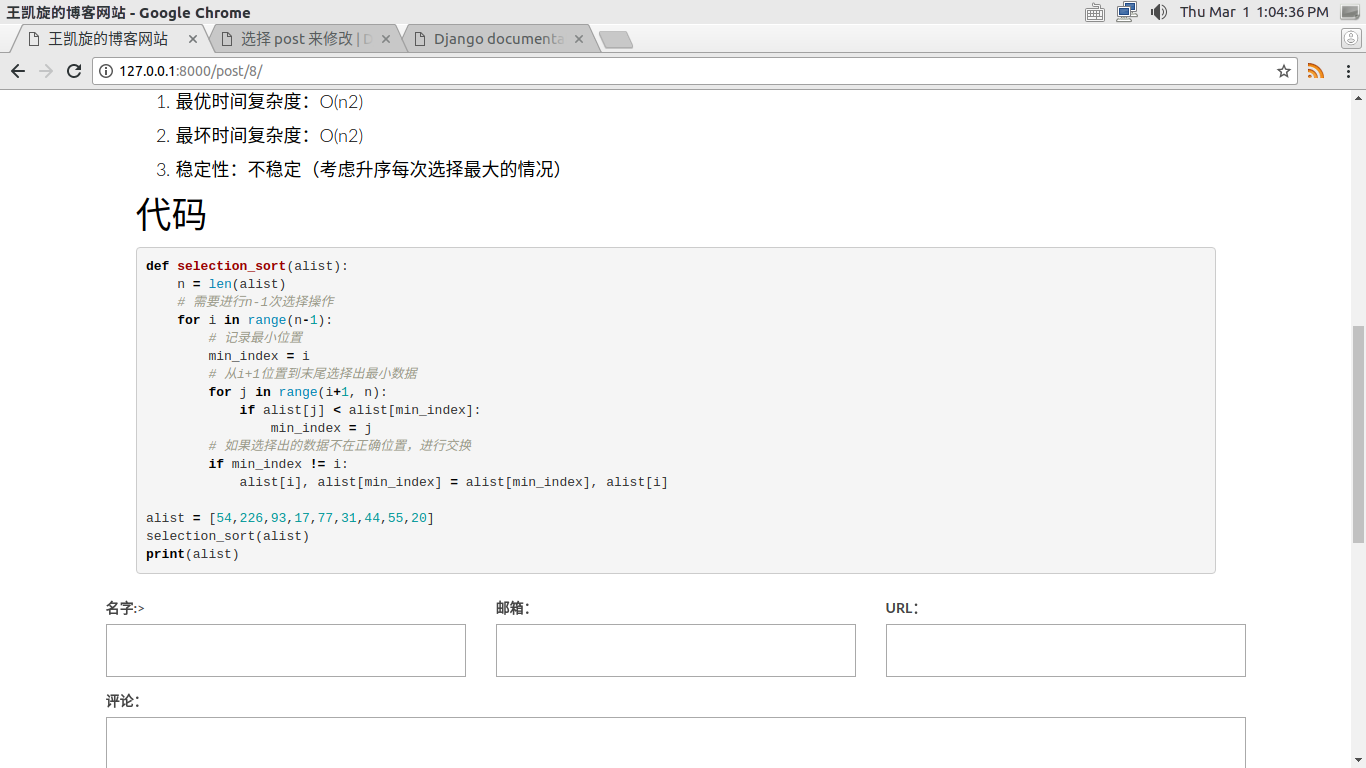 王凯旋的博客网站 - Google Chrome
Thu Mar 1 1:04:36 PM
王凯旋的博客网站
选择 post 来修改 | D
Django documenta
127.0.0.1:8000/post/8/
1. 最优时间复杂度：O(n2)
2. 最坏时间复杂度：O(n2)
3. 稳定性：不稳定（考虑升序每次选择最大的情况）
代码
def selection_sort(alist):
    n = len(alist)
    # 需要进行n-1次选择操作
    for i in range(n-1):
        # 记录最小位置
        min_index = i
        # 从i+1位置到末尾选择出最小数据
        for j in range(i+1, n):
            if alist[j] < alist[min_index]:
                min_index = j
        # 如果选择出的数据不在正确位置，进行交换
        if min_index != i:
            alist[i], alist[min_index] = alist[min_index], alist[i]
alist = [54,226,93,17,77,31,44,55,20]
selection_sort(alist)
print(alist)
名字:>
邮箱：
URL：
评论：